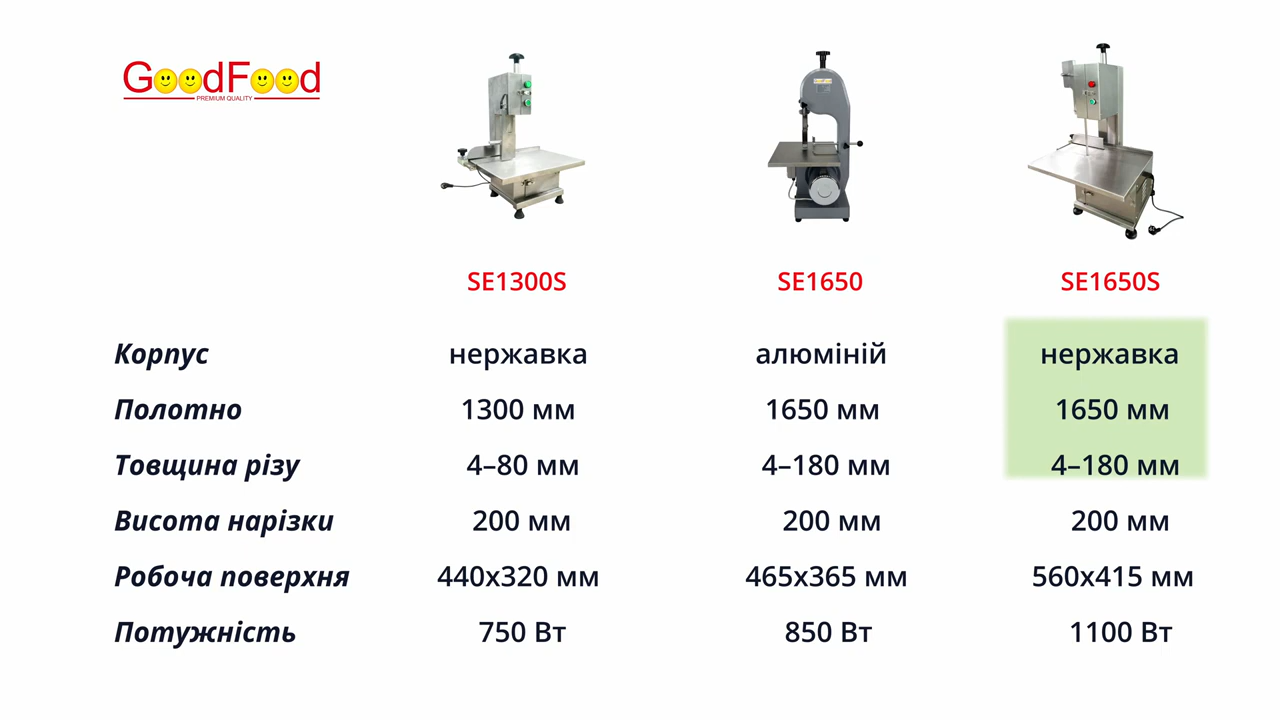 GoodFood
PREMIUM QUALITY
SE1300S SE1650 SE1650S
Корпус нержавка алюміній нержавка
Полотно 1300 мм 1650 мм 1650 мм
Товщина різу 4–80 мм 4–180 мм 4–180 мм
Висота нарізки 200 мм 200 мм 200 мм
Робоча поверхня 440x320 мм 465x365 мм 560x415 мм
Потужність 750 Вт 850 Вт 1100 Вт